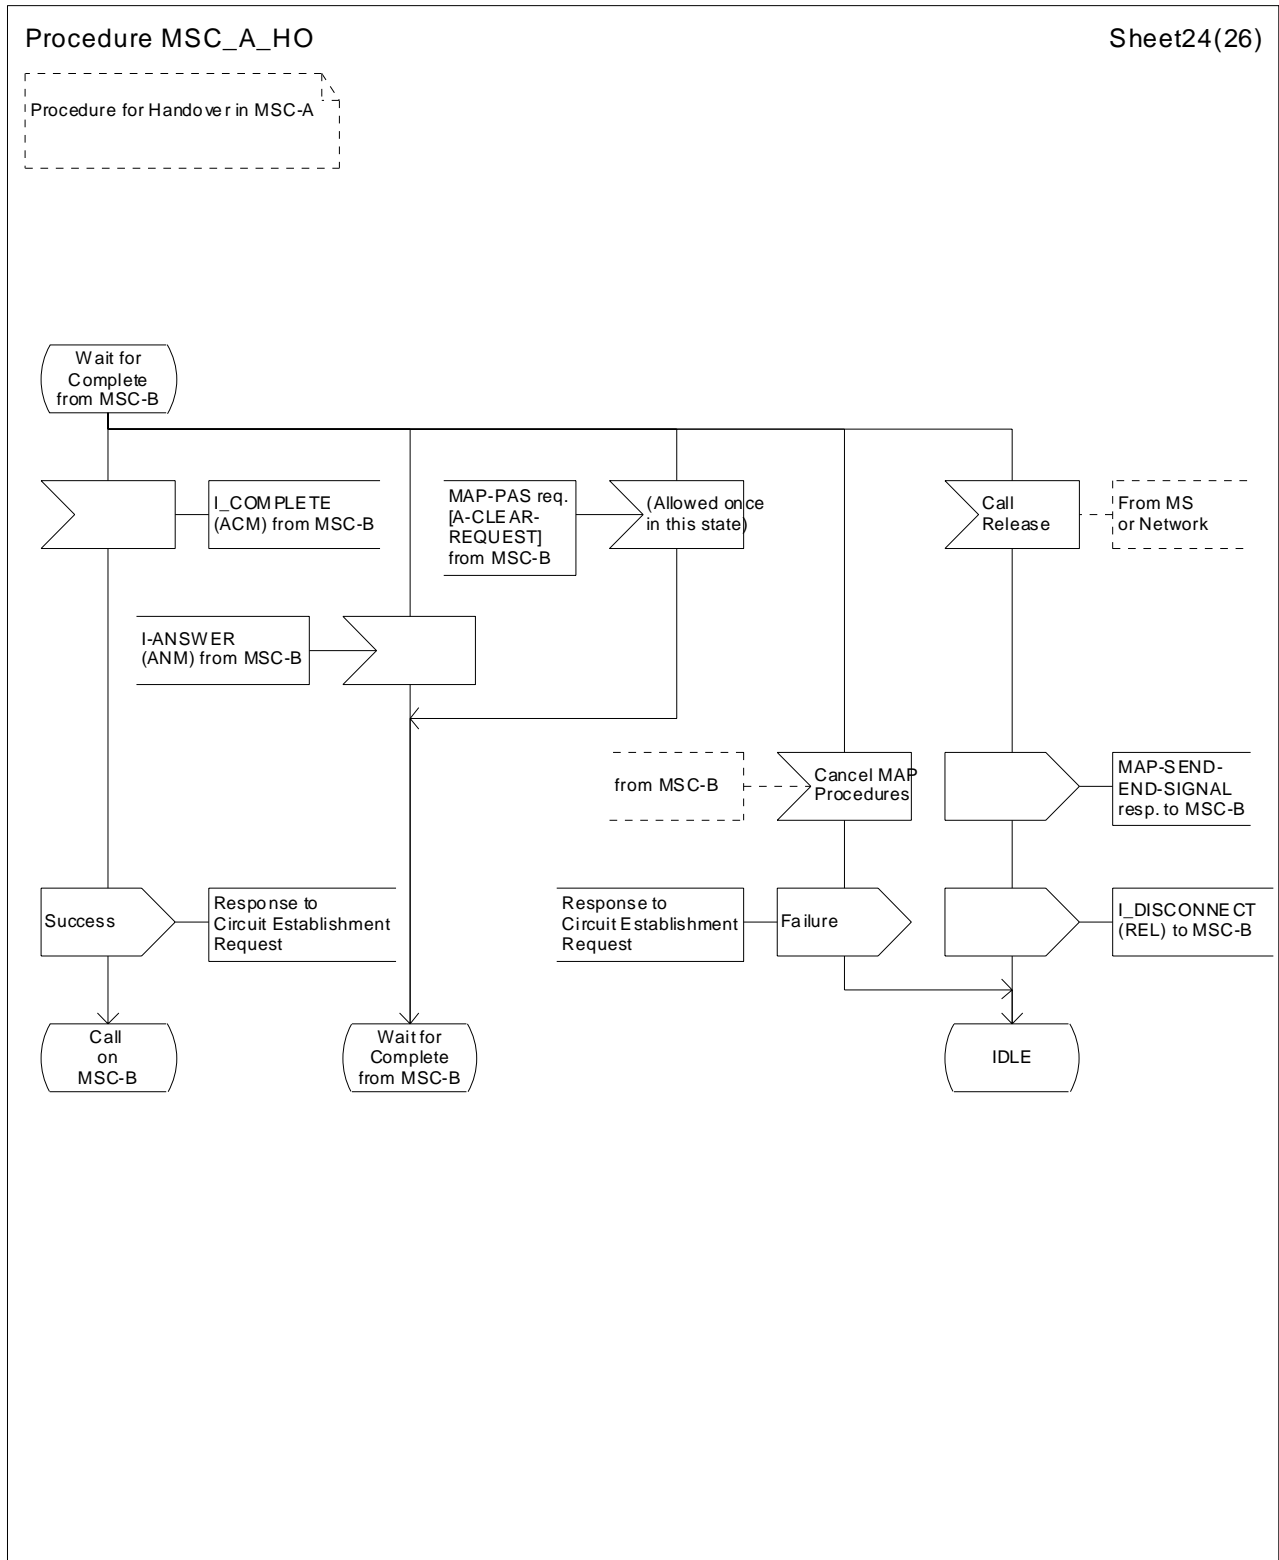 Procedure MSC_A_HO
Sheet24(26)
Procedure for Handover in MSC-A
Wait for
Complete
from MSC-B
I_COMPLETE
(ACM) from MSC-B
MAP-PAS req.
[A-CLEAR-
REQUEST]
from MSC-B
(Allowed once
in this state)
Call
Release
From MS
or Network
I-ANSWER
(ANM) from MSC-B
from MSC-B
Cancel MAP
Procedures
MAP-SEND-
END-SIGNAL
resp. to MSC-B
Success
Response to
Circuit Establishment
Request
Response to
Circuit Establishment
Request
Failure
I_DISCONNECT
(REL) to MSC-B
Call
on
MSC-B
Wait for
Complete
from MSC-B
IDLE